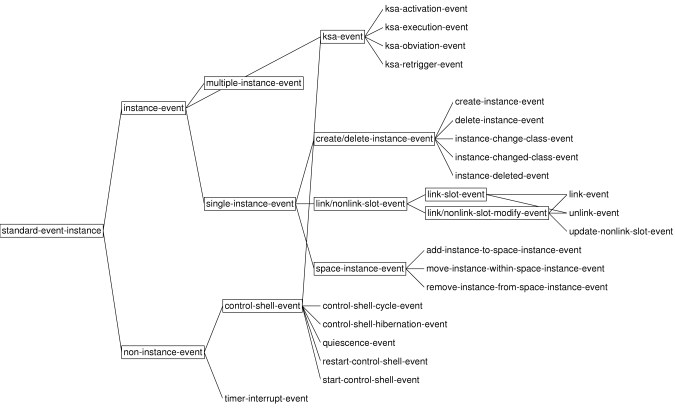 ksa-activation-event
ksa-execution-event
ksa-event
ksa-obviation-event
ksa-retrigger-event
multiple-instance-event
create-instance-event
instance-event
delete-instance-event
create/delete-instance-event
instance-change-class-event
instance-changed-class-event
instance-deleted-event
link-slot-event
link-event
single-instance-event
link/nonlink-slot-event
link/nonlink-slot-modify-event
unlink-event
standard-event-instance
update-nonlink-slot-event
add-instance-to-space-instance-event
space-instance-event
move-instance-within-space-instance-event
remove-instance-from-space-instance-event
control-shell-event
control-shell-cycle-event
control-shell-hibernation-event
quiescence-event
non-instance-event
restart-control-shell-event
start-control-shell-event
timer-interrupt-event